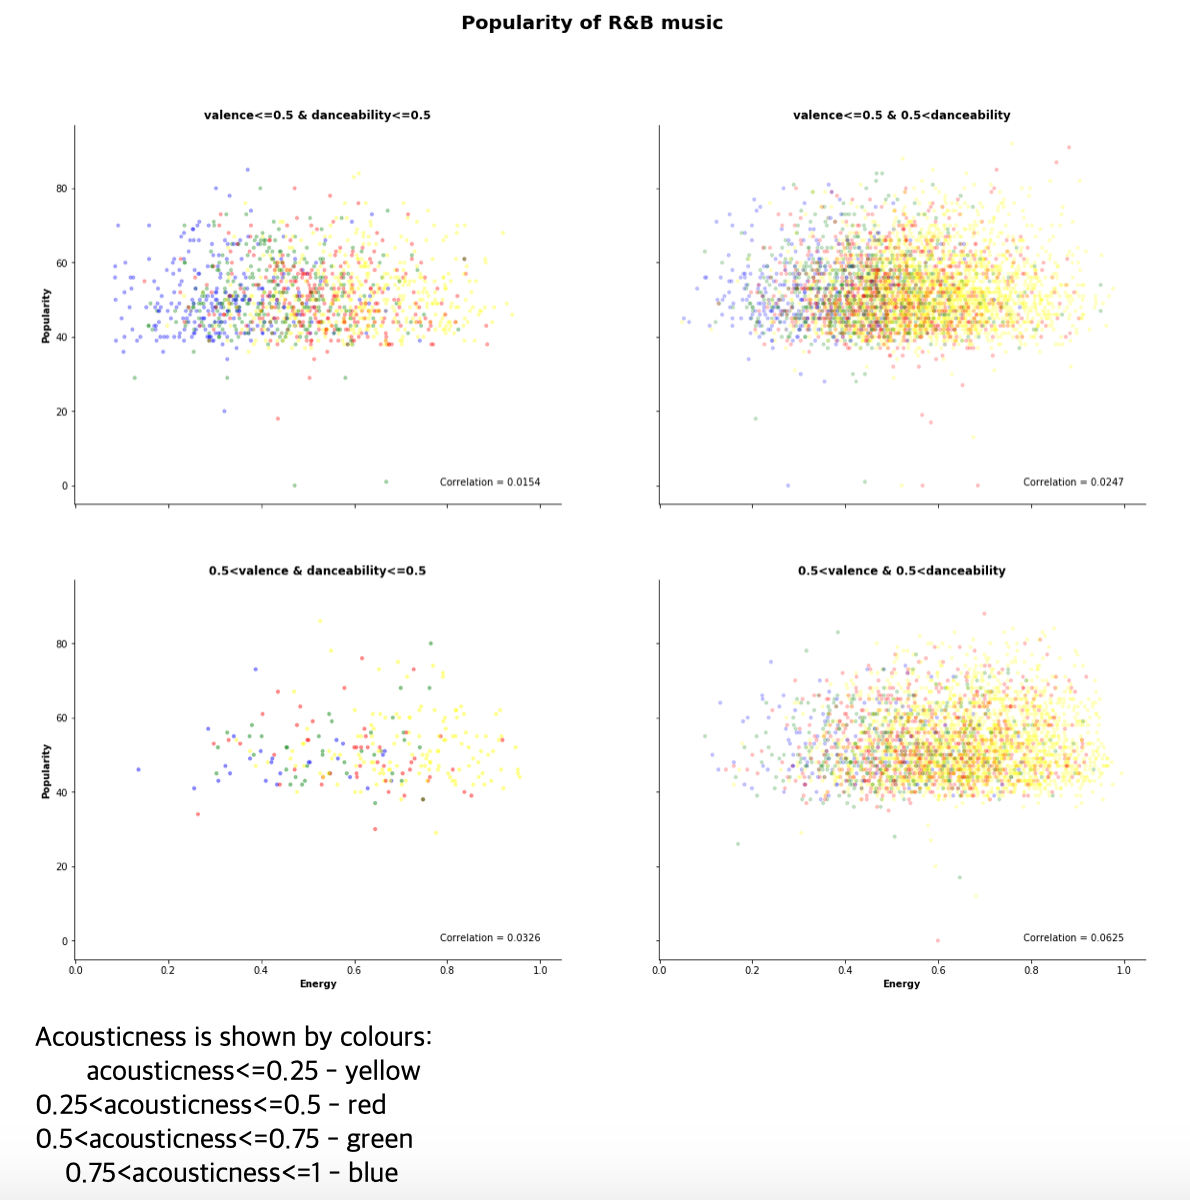 Popularity of R&B music
valence<=0.5 & danceability<=0.5
valence<=0.5 & 0.5<danceability
80
60
40
20
0
Popularity
Correlation = 0.0154
Correlation = 0.0247
0.5<valence & danceability<=0.5
0.5<valence & 0.5<danceability
80
60
40
20
0
Popularity
Correlation = 0.0326
Correlation = 0.0625
0.0 0.2 0.4 0.6 0.8 1.0
0.0 0.2 0.4 0.6 0.8 1.0
Energy
Energy
Acousticness is shown by colours:
acousticness<=0.25 – yellow
0.25<acousticness<=0.5 – red
0.5<acousticness<=0.75 – green
0.75<acousticness<=1 – blue